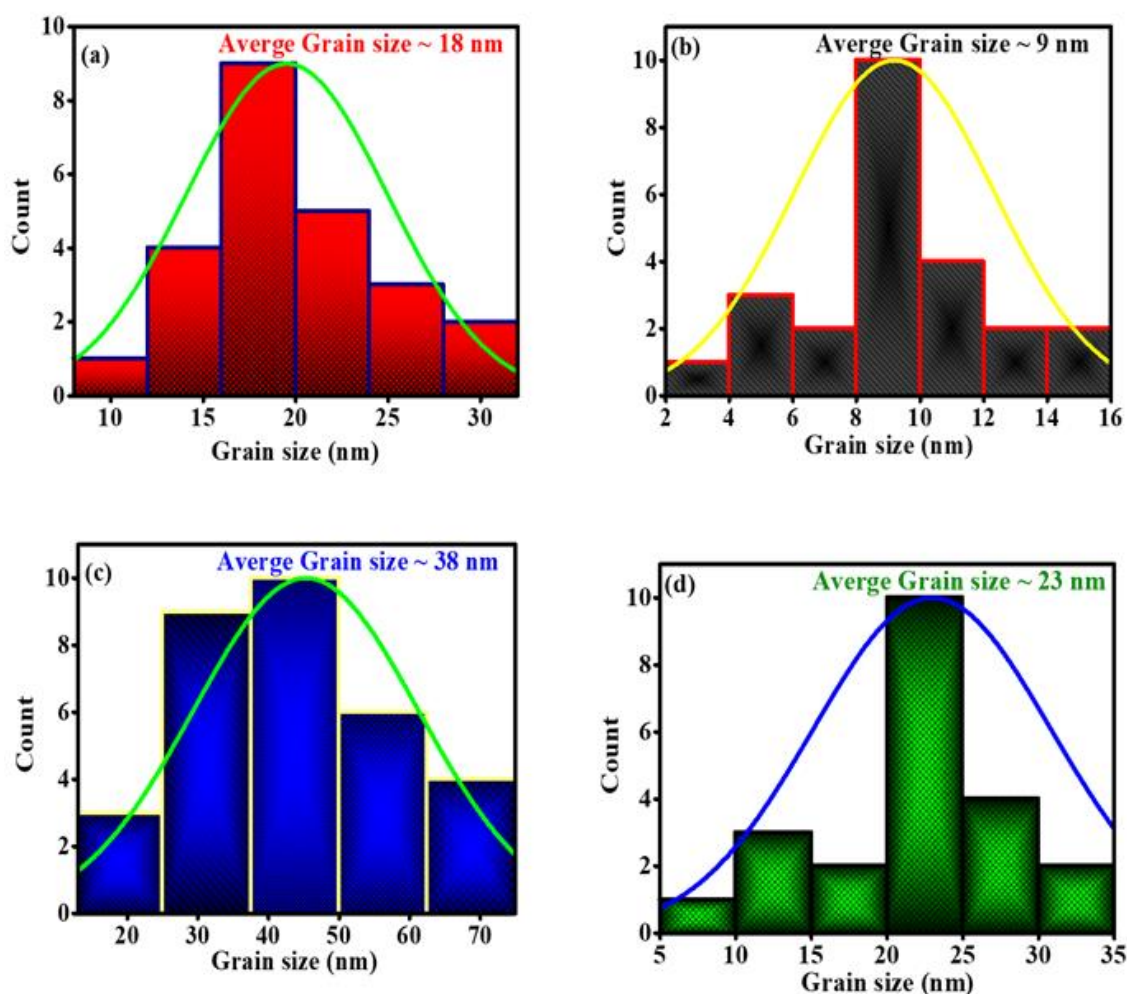 (a)
Averge Grain size ~ 18 nm
10
8
6
4
2
0
Count
10 15 20 25 30
Grain size (nm)
(b)
Averge Grain size ~ 9 nm
10
8
6
4
2
0
Count
2 4 6 8 10 12 14 16
Grain size (nm)
(c)
Averge Grain size ~ 38 nm
10
8
6
4
2
0
Count
20 30 40 50 60 70
Grain size (nm)
(d)
Averge Grain size ~ 23 nm
10
8
6
4
2
0
Count
5 10 15 20 25 30 35
Grain size (nm)